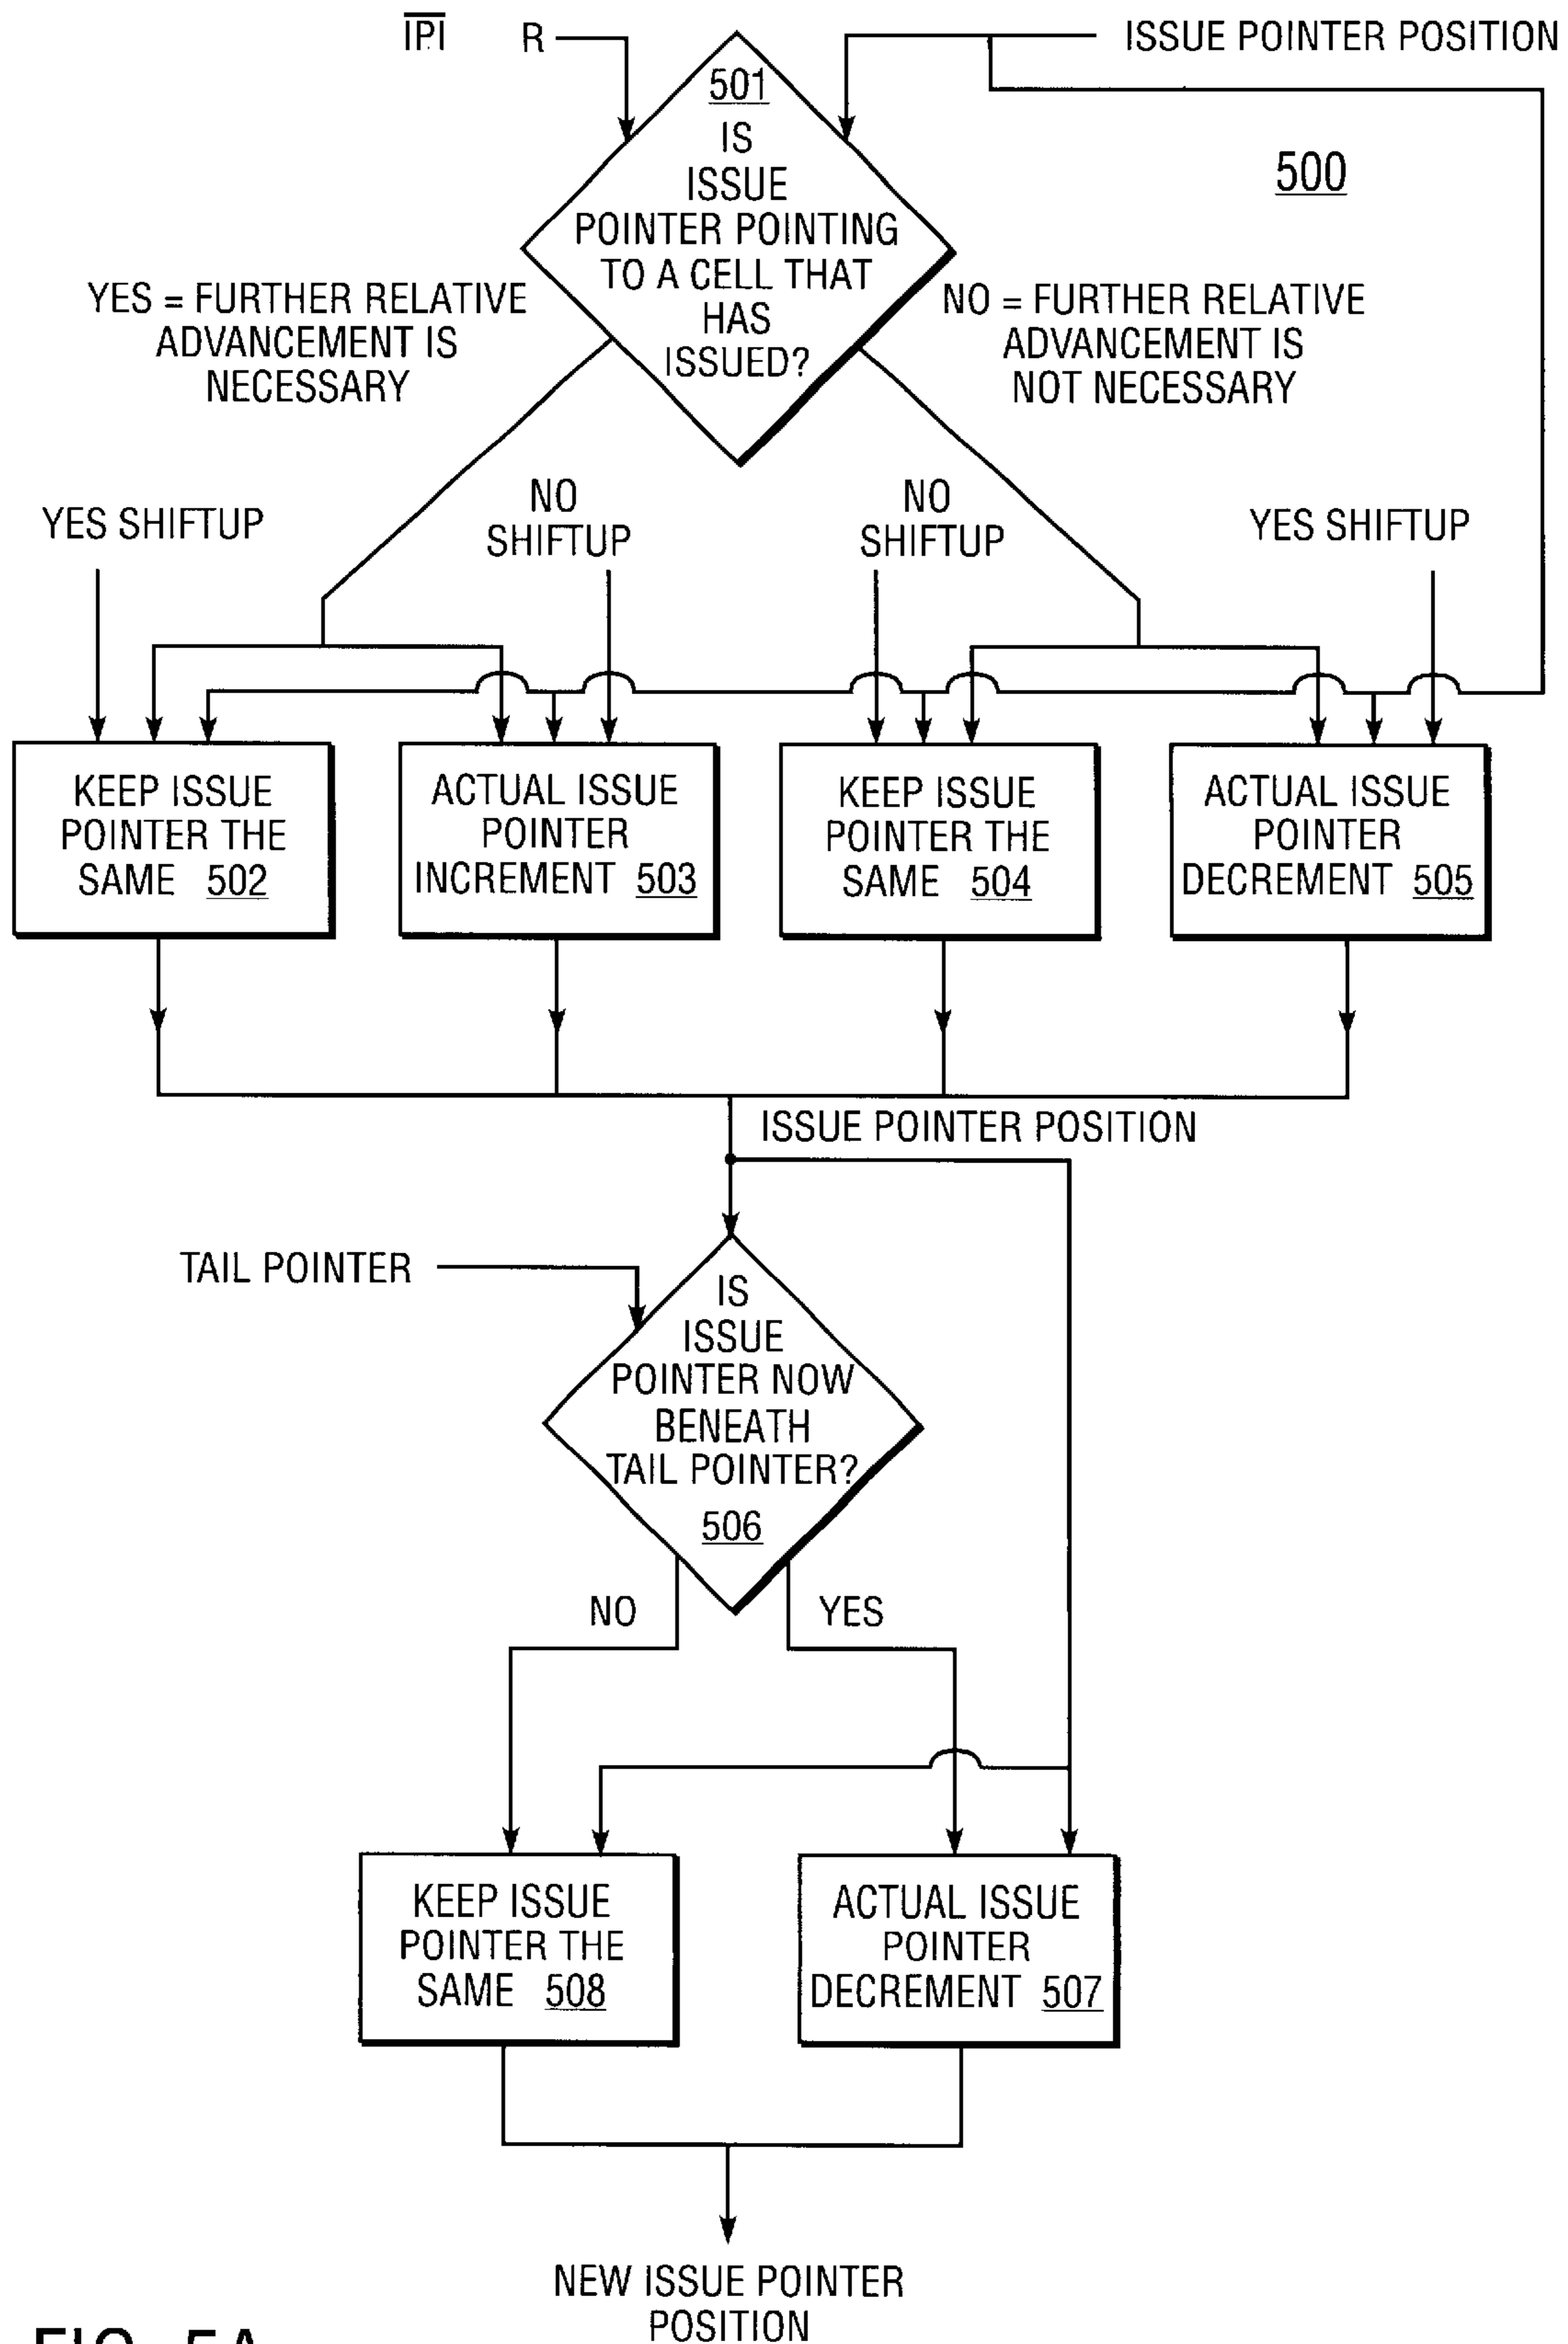 IPI R ISSUE POINTER POSITION
501
IS
ISSUE
POINTER POINTING
TO A CELL THAT
HAS
ISSUED?
500
YES = FURTHER RELATIVE
ADVANCEMENT IS
NECESSARY
NO = FURTHER RELATIVE
ADVANCEMENT IS
NOT NECESSARY
YES SHIFTUP
NO
SHIFTUP
NO
SHIFTUP
YES SHIFTUP
KEEP ISSUE
POINTER THE
SAME 502
ACTUAL ISSUE
POINTER
INCREMENT 503
KEEP ISSUE
POINTER THE
SAME 504
ACTUAL ISSUE
POINTER
DECREMENT 505
ISSUE POINTER POSITION
TAIL POINTER
IS
ISSUE
POINTER NOW
BENEATH
TAIL POINTER?
506
NO
YES
KEEP ISSUE
POINTER THE
SAME 508
ACTUAL ISSUE
POINTER
DECREMENT 507
NEW ISSUE POINTER
POSITION
FIG. 5A